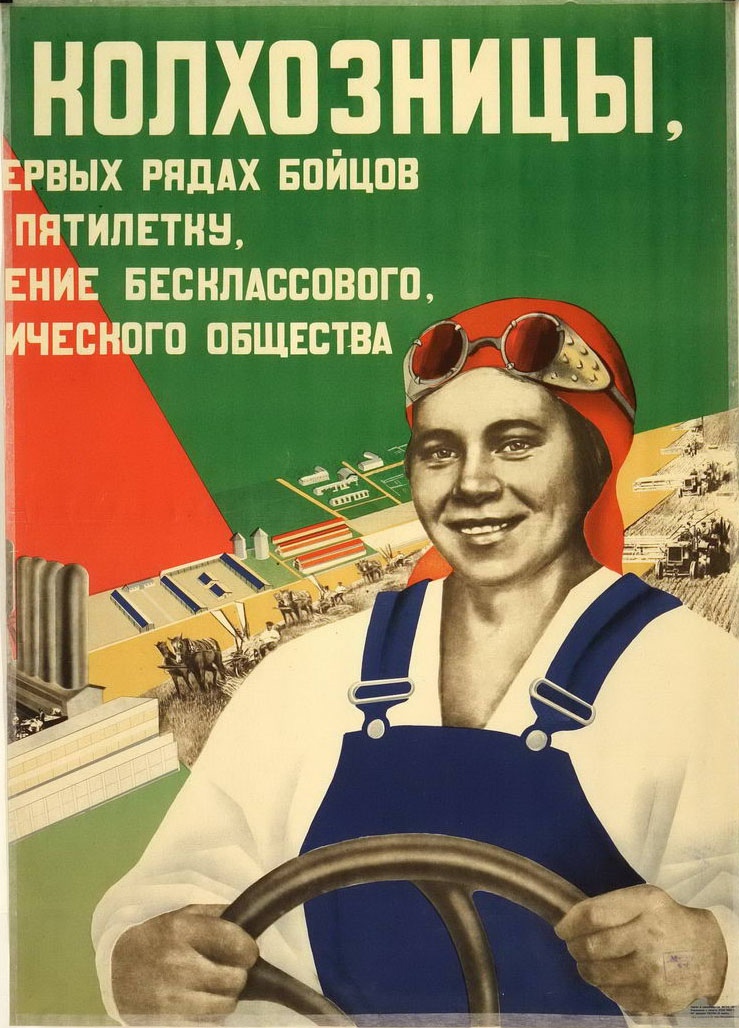 КОЛХОЗНИЦЫ,
ЕРВЫХ РЯДАХ БОЙЦОВ
ПЯТИЛЕТКУ,
ЕНИЕ БЕСКЛАССОВОГО,
ИЧЕСКОГО ОБЩЕСТВА